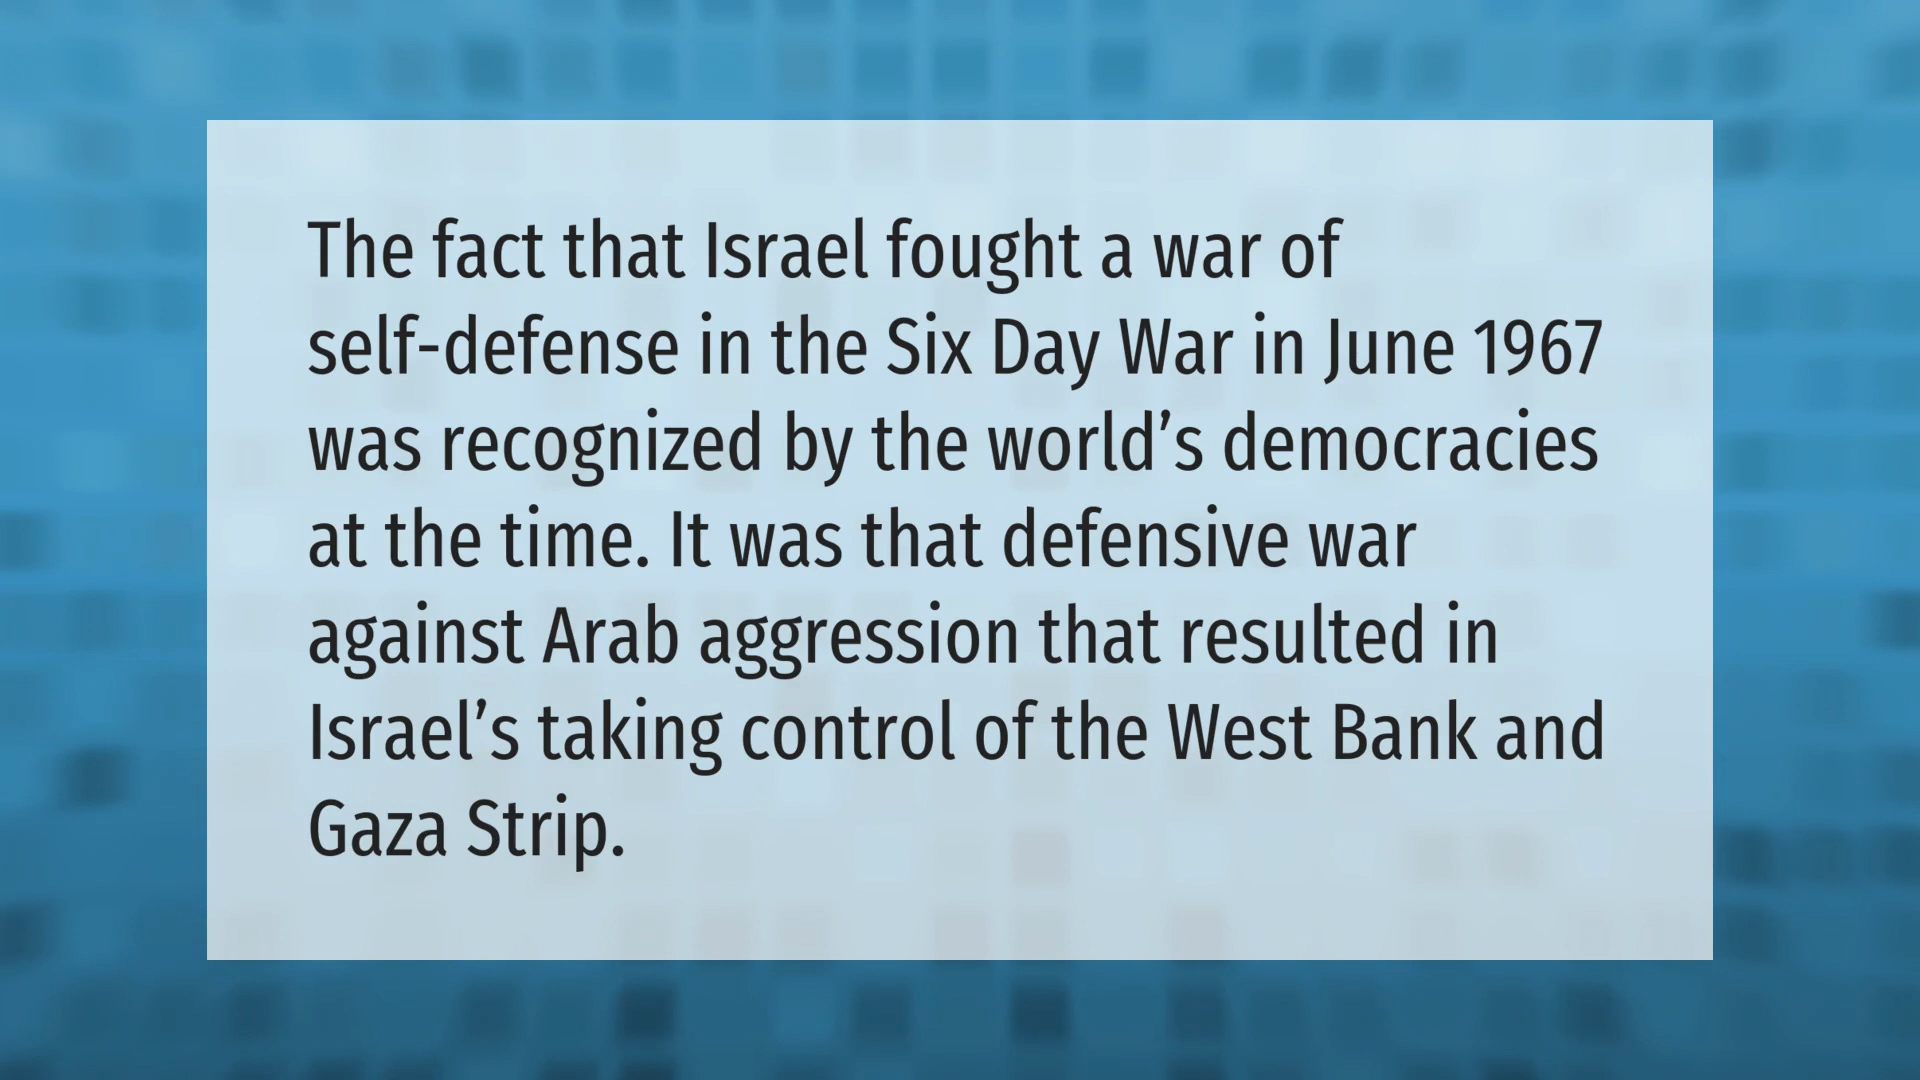 The fact that Israel fought a war of
self-defense in the Six Day War in June 1967
was recognized by the world’s democracies
at the time. It was that defensive war
against Arab aggression that resulted in
Israel’s taking control of the West Bank and
Gaza Strip.